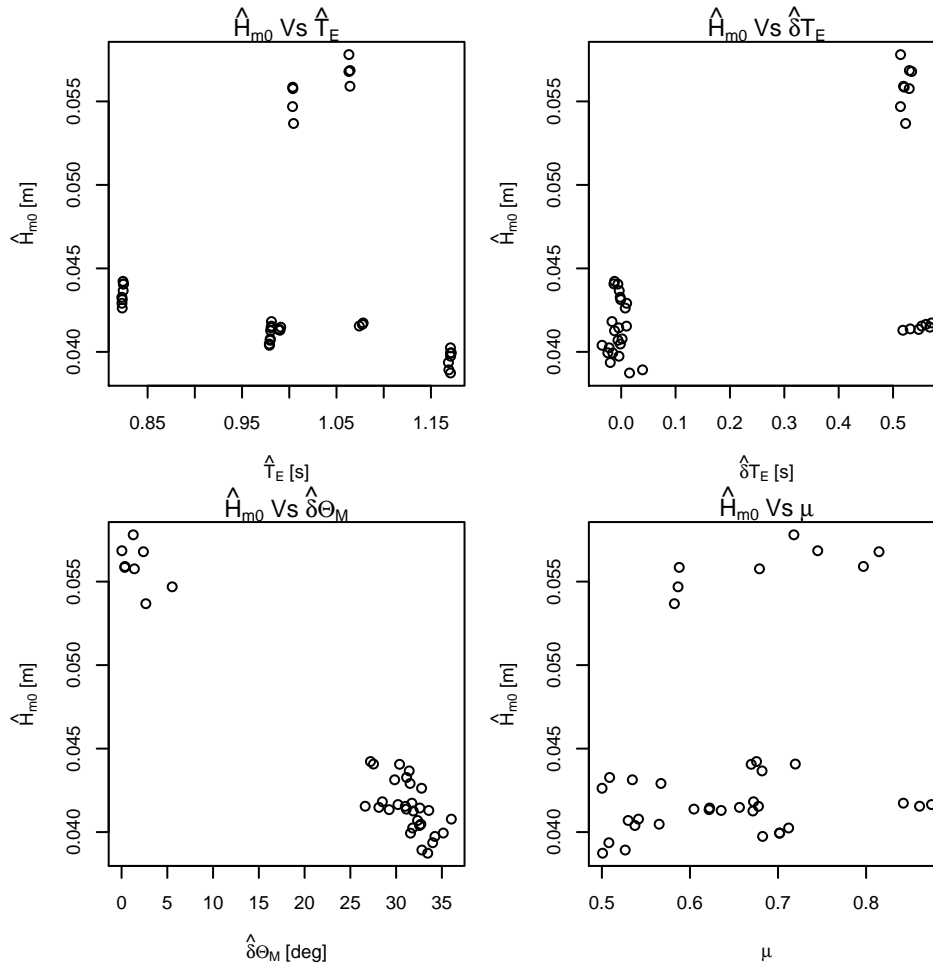 Ĥm0 Vs T̂E
0.040 0.045 0.050 0.055
Ĥm0 [m]
0.85 0.95 1.05 1.15
T̂E [s]
Ĥm0 Vs δ̂TE
0.040 0.045 0.050 0.055
Ĥm0 [m]
0.0 0.1 0.2 0.3 0.4 0.5
δ̂TE [s]
Ĥm0 Vs δ̂ΘM
0.040 0.045 0.050 0.055
Ĥm0 [m]
0 5 10 15 20 25 30 35
δ̂ΘM [deg]
Ĥm0 Vs μ
0.040 0.045 0.050 0.055
Ĥm0 [m]
0.5 0.6 0.7 0.8
μ